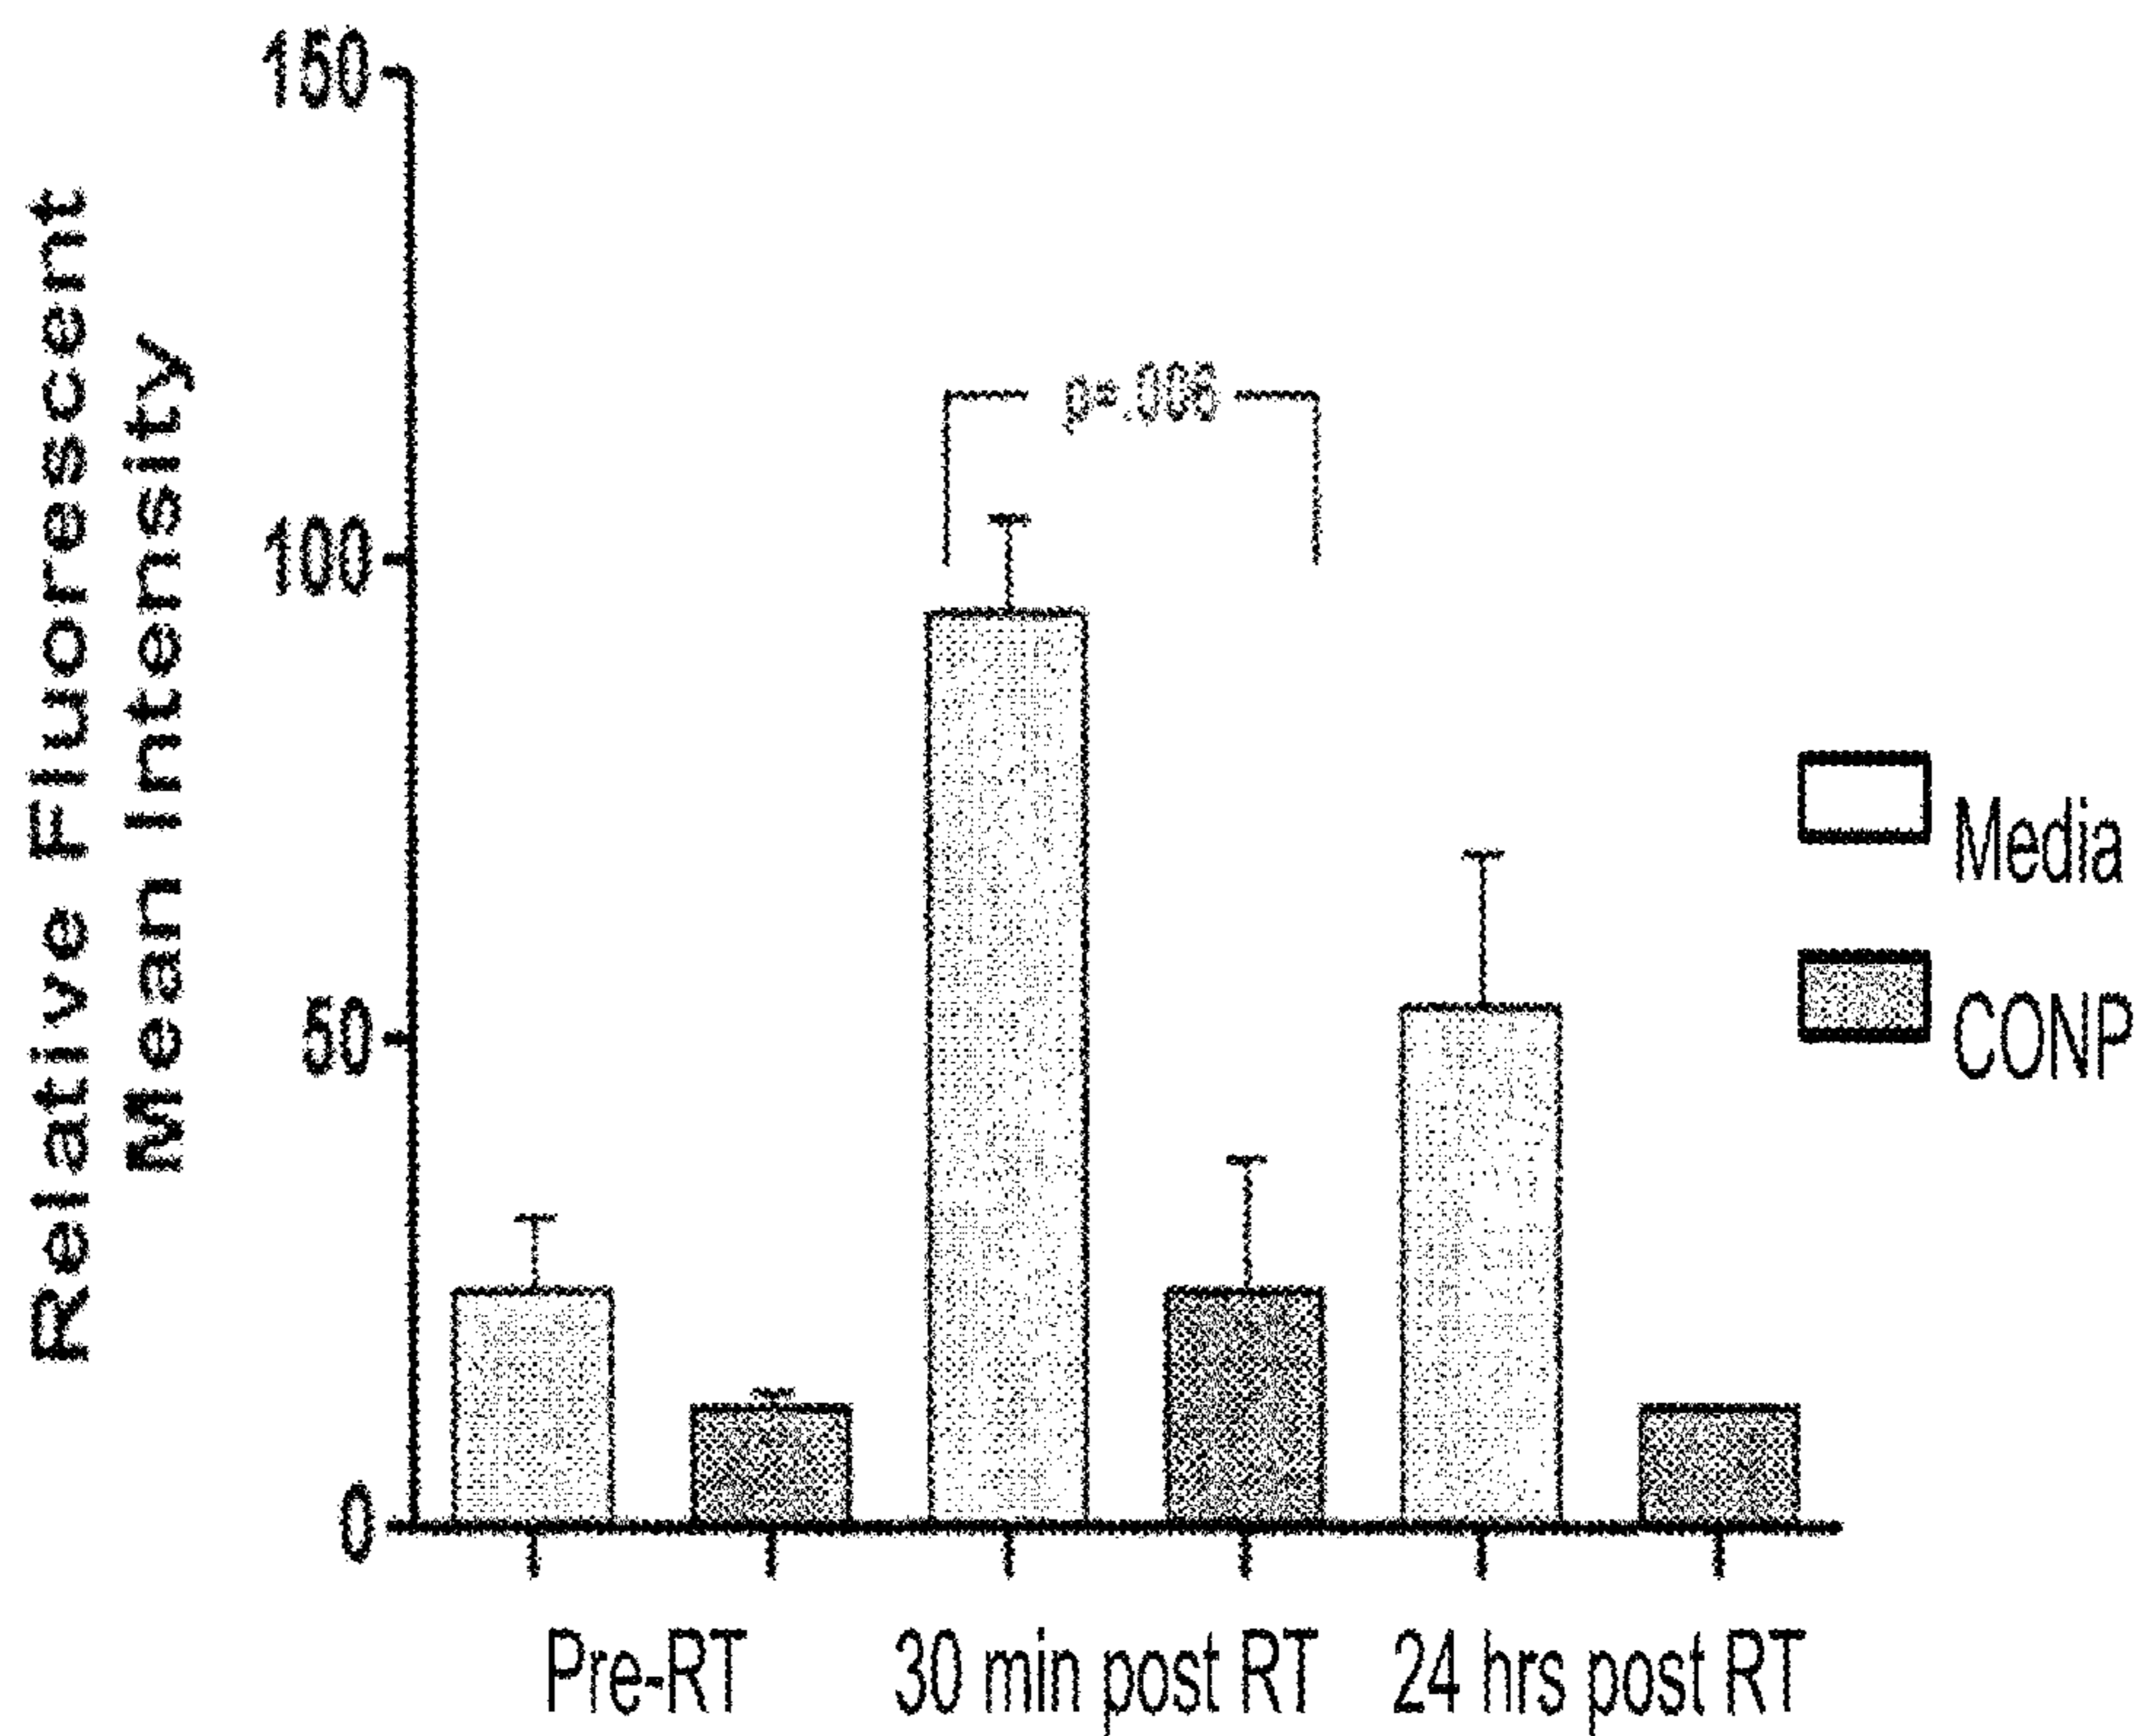 Relative Fluorescent
Mean Intensity
150
100
50
0
Pre-RT
30 min post RT
24 hrs post RT
Media
CONP